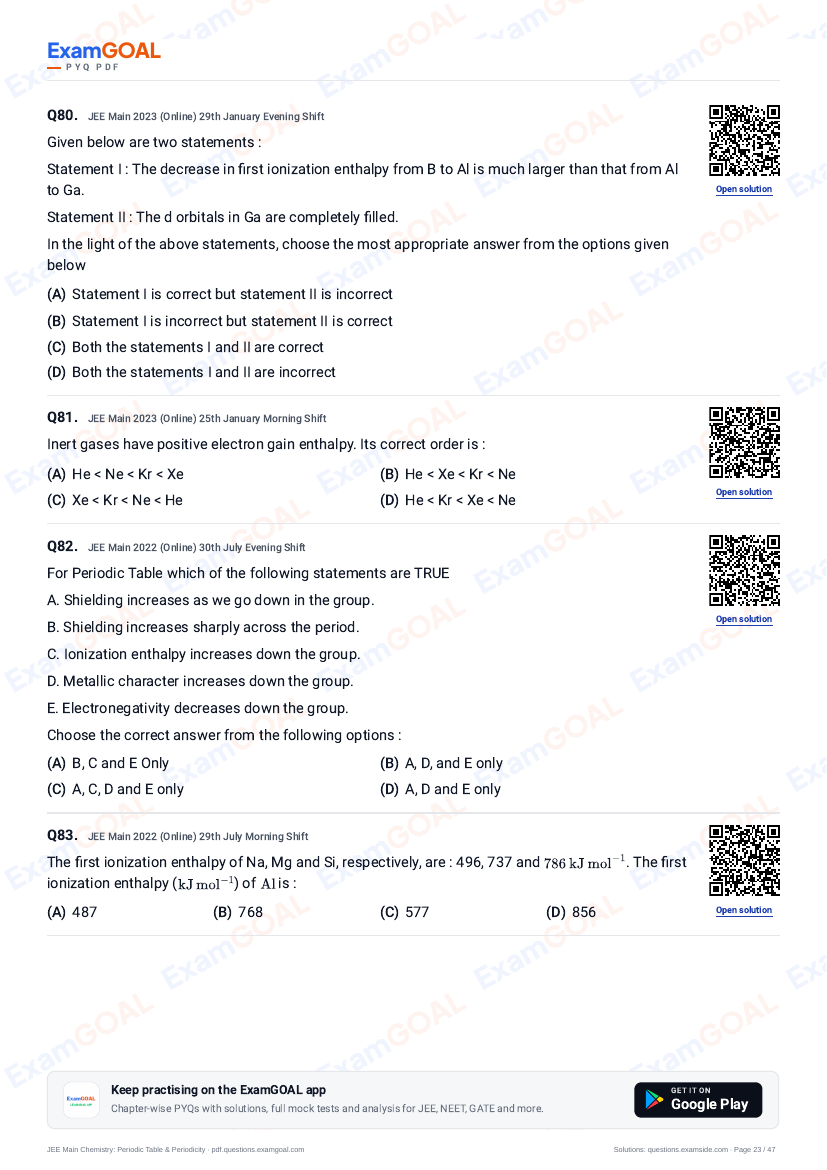 ExamGOAL
PYQ PDF
Q80. JEE Main 2023 (Online) 29th January Evening Shift
Given below are two statements :
Statement I : The decrease in first ionization enthalpy from B to Al is much larger than that from Al
to Ga.
Statement II : The d orbitals in Ga are completely filled.
In the light of the above statements, choose the most appropriate answer from the options given
below
(A) Statement I is correct but statement II is incorrect
(B) Statement I is incorrect but statement II is correct
(C) Both the statements I and II are correct
(D) Both the statements I and II are incorrect
Open solution
Q81. JEE Main 2023 (Online) 25th January Morning Shift
Inert gases have positive electron gain enthalpy. Its correct order is :
(A) He < Ne < Kr < Xe (B) He < Xe < Kr < Ne
(C) Xe < Kr < Ne < He (D) He < Kr < Xe < Ne
Open solution
Q82. JEE Main 2022 (Online) 30th July Evening Shift
For Periodic Table which of the following statements are TRUE
A. Shielding increases as we go down in the group.
B. Shielding increases sharply across the period.
C. Ionization enthalpy increases down the group.
D. Metallic character increases down the group.
E. Electronegativity decreases down the group.
Choose the correct answer from the following options :
(A) B, C and E Only (B) A, D, and E only
(C) A, C, D and E only (D) A, D and E only
Open solution
Q83. JEE Main 2022 (Online) 29th July Morning Shift
The first ionization enthalpy of Na, Mg and Si, respectively, are : 496, 737 and 786 kJ mol⁻¹. The first
ionization enthalpy (kJ mol⁻¹) of Al is :
(A) 487 (B) 768 (C) 577 (D) 856
Open solution
Keep practising on the ExamGOAL app
Chapter-wise PYQs with solutions, full mock tests and analysis for JEE, NEET, GATE and more.
GET IT ON
Google Play
JEE Main Chemistry: Periodic Table & Periodicity · pdf.questions.examgoal.com
Solutions: questions.examside.com · Page 23 / 47